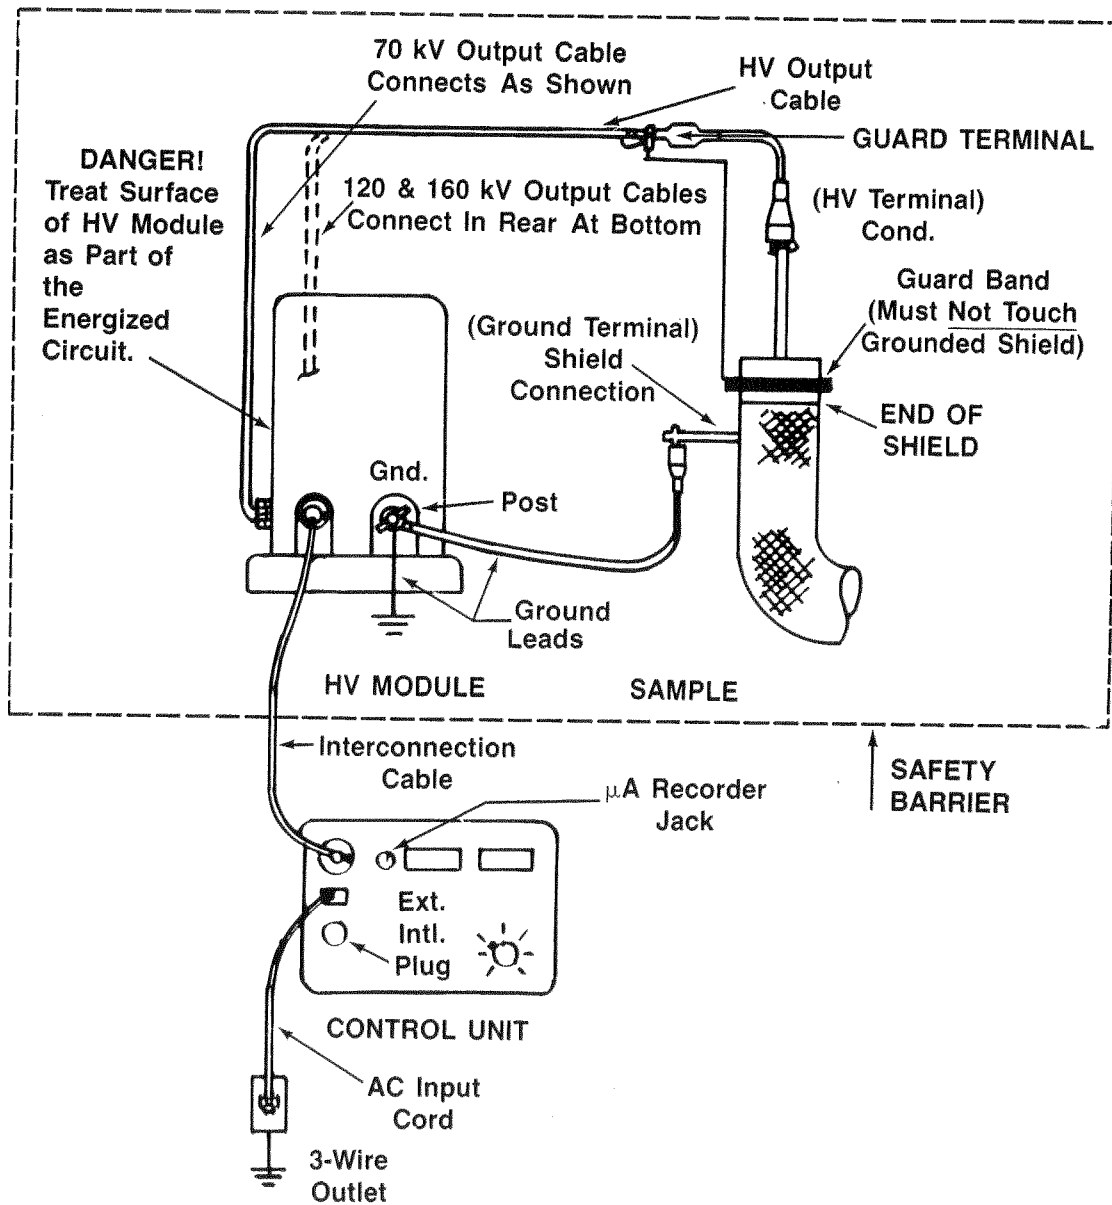 70 kV Output Cable
Connects As Shown
HV Output
Cable
GUARD TERMINAL
DANGER!
Treat Surface
of HV Module
as Part of
the
Energized
Circuit.
120 & 160 kV Output Cables
Connect In Rear At Bottom
(HV Terminal)
Cond.
Guard Band
(Must Not Touch
Grounded Shield)
(Ground Terminal)
Shield
Connection
END OF
SHIELD
Gnd.
Post
Ground
Leads
HV MODULE
SAMPLE
Interconnection
Cable
SAFETY
BARRIER
μA Recorder
Jack
Ext.
Intl.
Plug
CONTROL UNIT
AC Input
Cord
3-Wire
Outlet